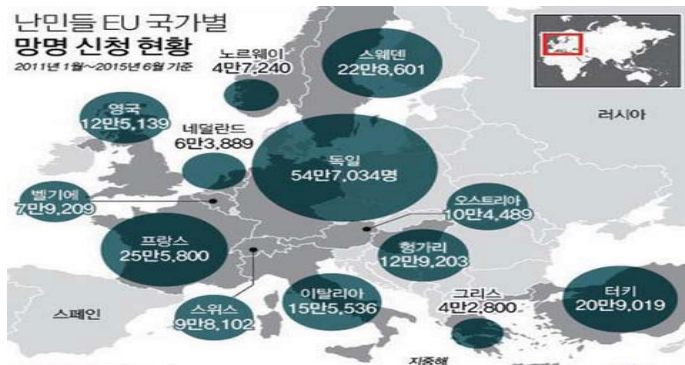 난민들 EU 국가별
망명 신청 현황
2011년 1월~2015년 6월 기준
노르웨이
4만7,240
스웨덴
22만8,601
러시아
영국
12만5,139
네덜란드
6만3,889
독일
54만7,034명
벨기에
7만9,209
오스트리아
10만4,489
프랑스
25만5,800
헝가리
12만9,203
스페인
스위스
9만8,102
이탈리아
15만5,536
그리스
4만2,800
터키
20만9,019
지중해